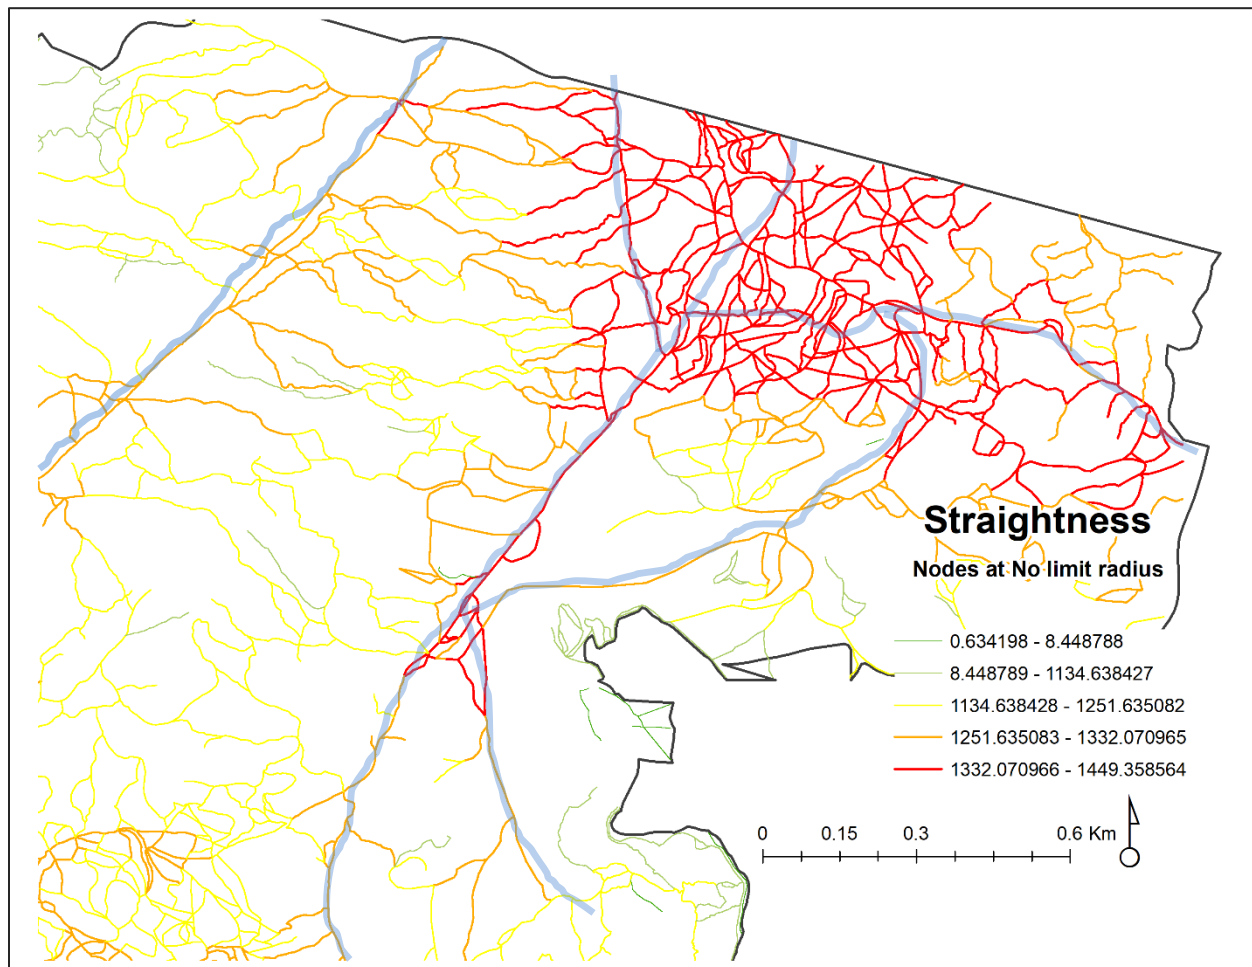 Straightness
Nodes at No limit radius
0.634198 - 8.448788
8.448789 - 1134.638427
1134.638428 - 1251.635082
1251.635083 - 1332.070965
1332.070966 - 1449.358564
0 0.15 0.3 0.6 Km